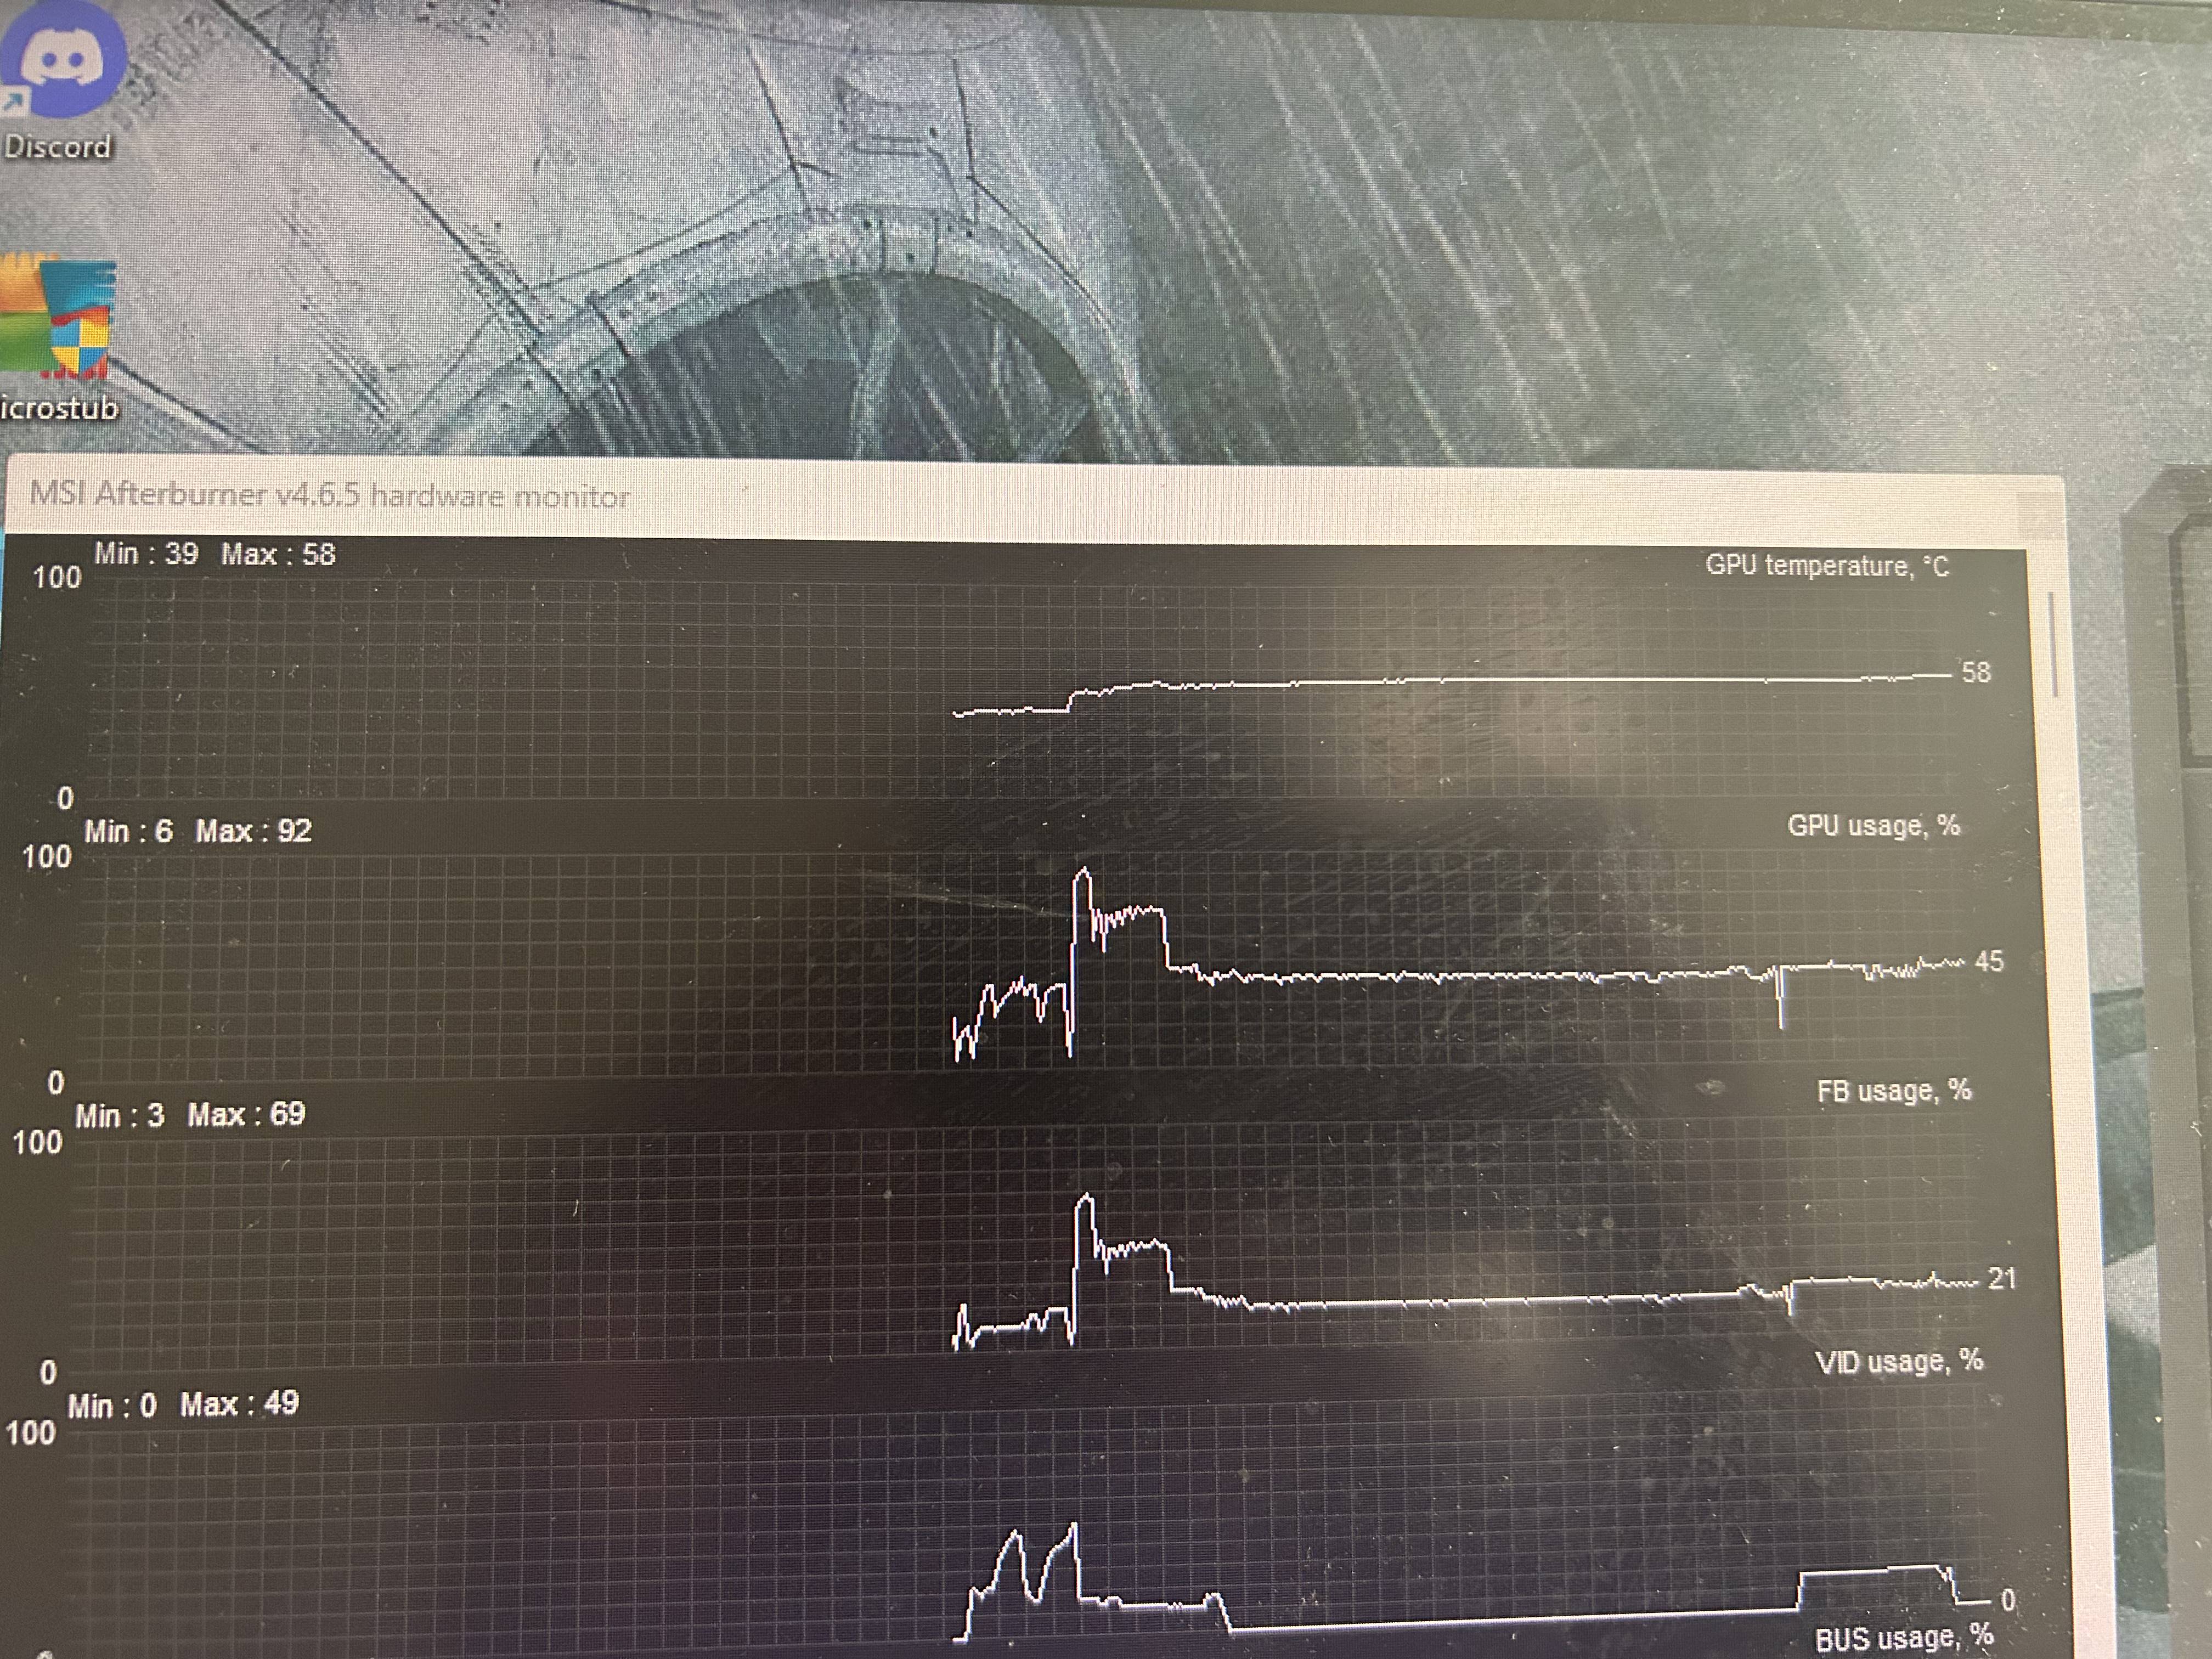 Discord
icrostub
MSI Afterburner v4.6.5 hardware monitor
Min : 39 Max : 58
GPU temperature, °C
100
58
0
Min : 6 Max : 92
GPU usage, %
100
45
0
Min : 3 Max : 69
FB usage, %
100
21
0
Min : 0 Max : 49
VID usage, %
100
0
BUS usage, %